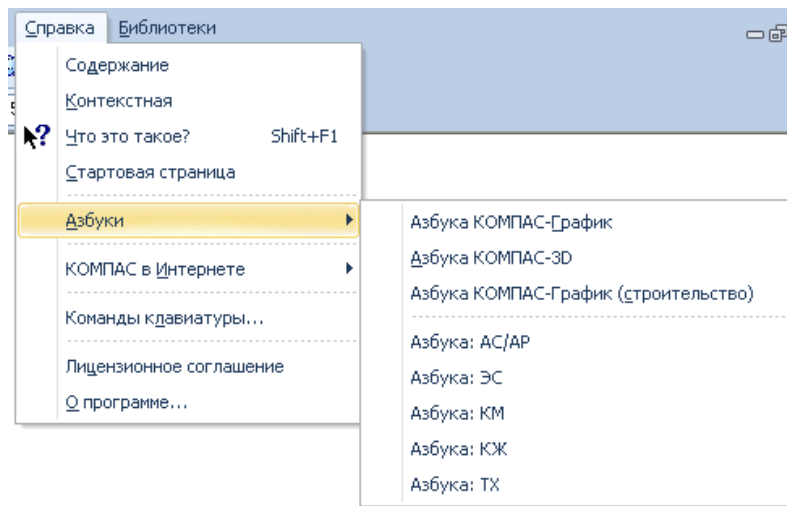 Справка Библиотеки
Содержание
Контекстная
Что это такое? Shift+F1
Стартовая страница
Азбуки
КОМПАС в Интернете
Команды клавиатуры...
Лицензионное соглашение
О программе...
Азбука КОМПАС-График
Азбука КОМПАС-3D
Азбука КОМПАС-График (строительство)
Азбука: АС/АР
Азбука: ЭС
Азбука: КМ
Азбука: КЖ
Азбука: ТХ